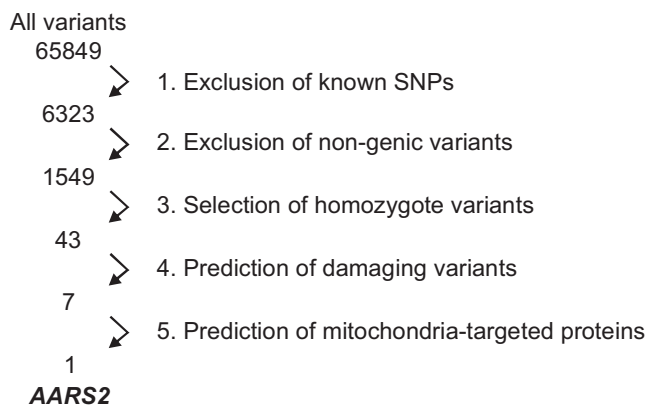 All variants
65849
1. Exclusion of known SNPs
6323
2. Exclusion of non-genic variants
1549
3. Selection of homozygote variants
43
4. Prediction of damaging variants
7
5. Prediction of mitochondria-targeted proteins
1
AARS2